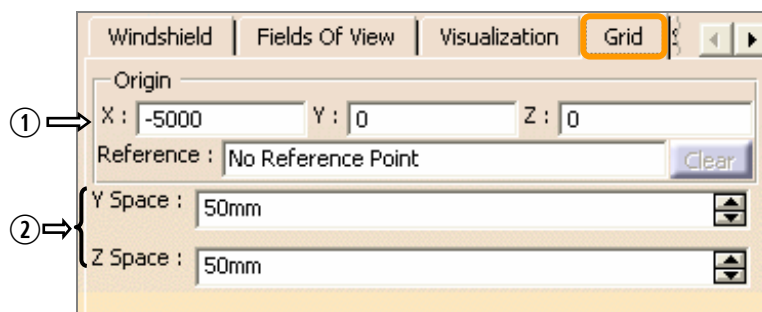 Windshield Fields Of View Visualization Grid
Origin
① X : -5000 Y : 0 Z : 0
Reference : No Reference Point Clear
Y Space : 50mm
②
Z Space : 50mm